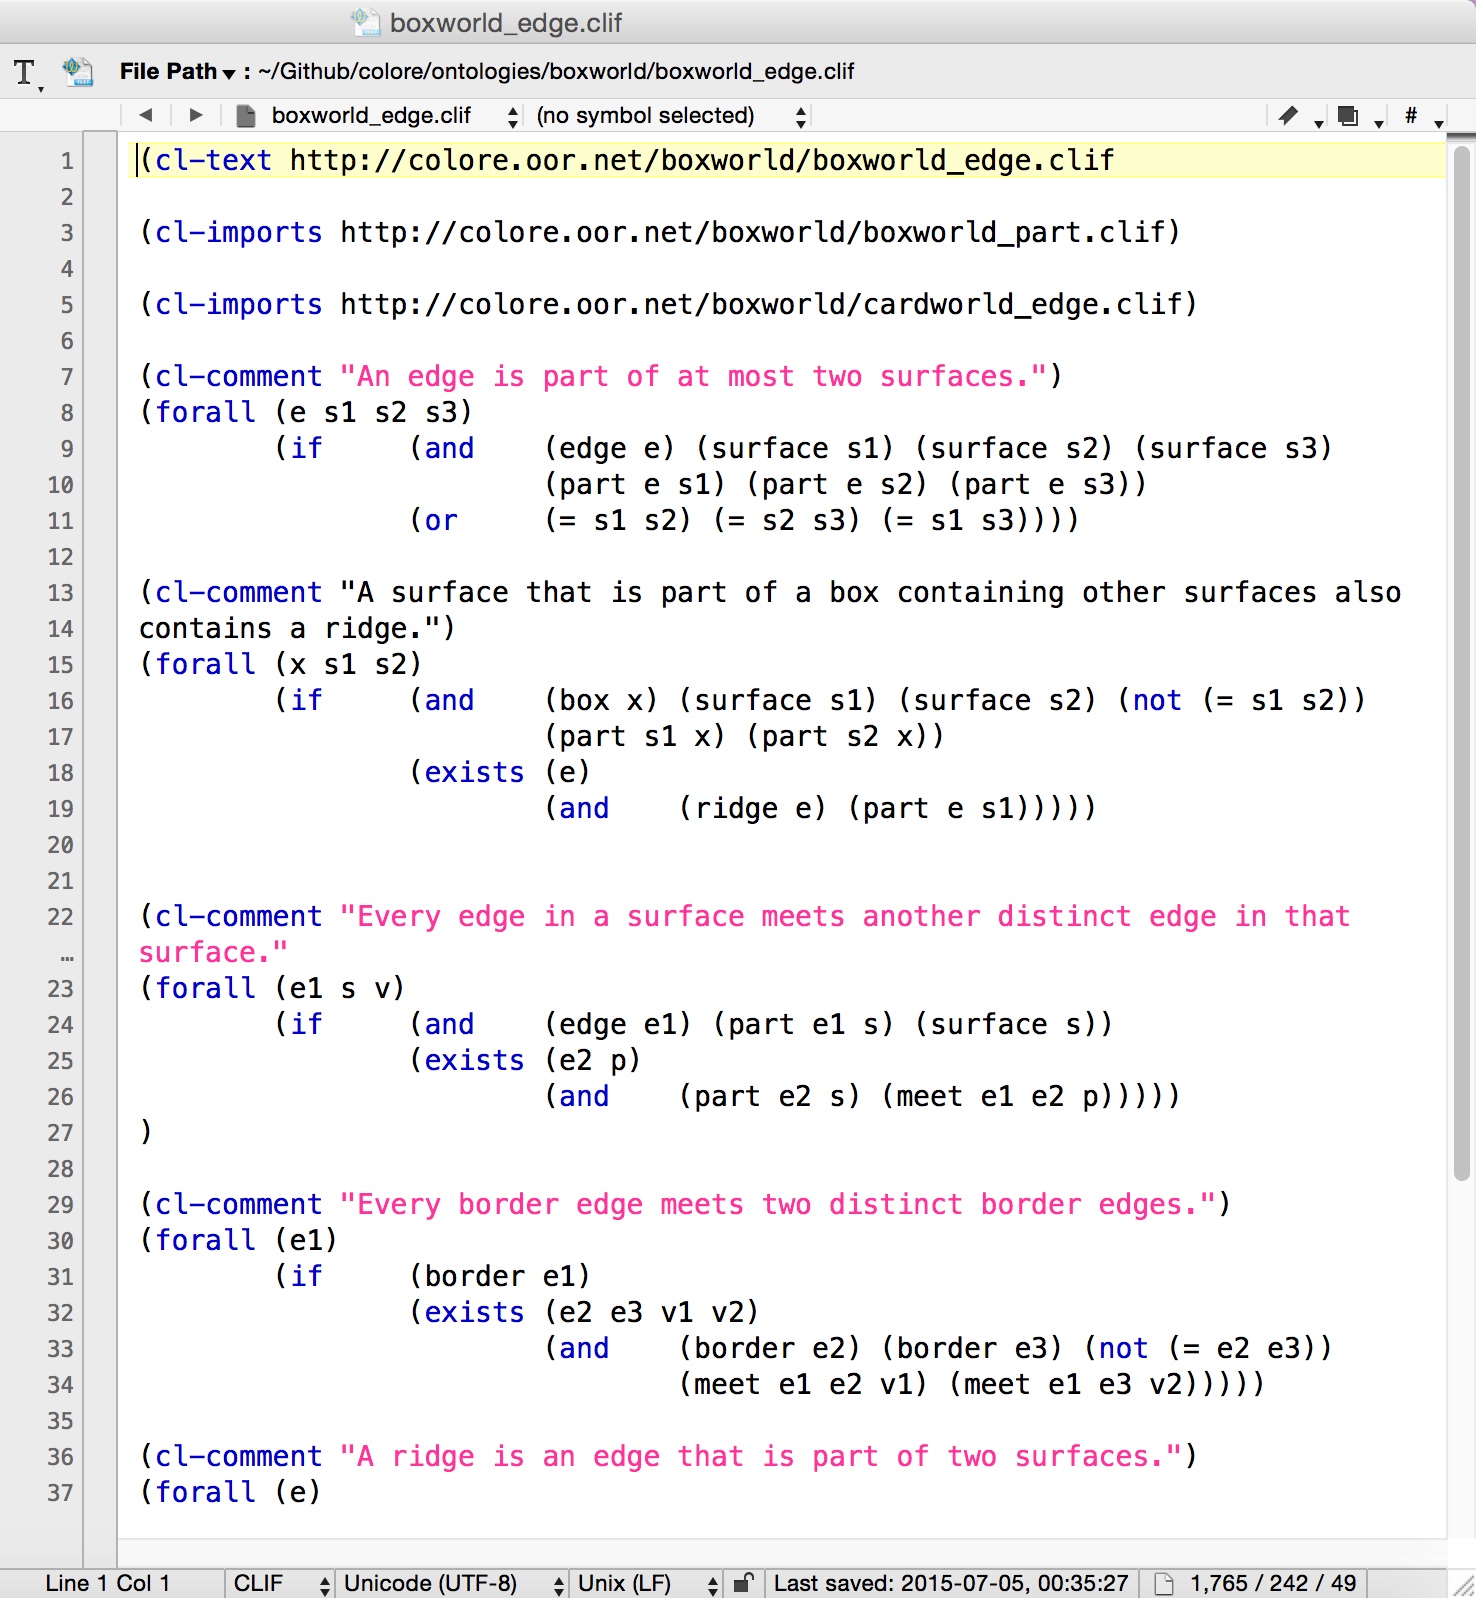 boxworld_edge.clif
T File Path ▾ : ~/Github/colore/ontologies/boxworld/boxworld_edge.clif
boxworld_edge.clif (no symbol selected) #
1 (cl-text http://colore.oor.net/boxworld/boxworld_edge.clif
2
3 (cl-imports http://colore.oor.net/boxworld/boxworld_part.clif)
4
5 (cl-imports http://colore.oor.net/boxworld/cardworld_edge.clif)
6
7 (cl-comment "An edge is part of at most two surfaces.")
8 (forall (e s1 s2 s3)
9 (if (and (edge e) (surface s1) (surface s2) (surface s3)
10 (part e s1) (part e s2) (part e s3))
11 (or (= s1 s2) (= s2 s3) (= s1 s3))))
12
13 (cl-comment "A surface that is part of a box containing other surfaces also
14 contains a ridge.")
15 (forall (x s1 s2)
16 (if (and (box x) (surface s1) (surface s2) (not (= s1 s2))
17 (part s1 x) (part s2 x))
18 (exists (e)
19 (and (ridge e) (part e s1)))))
20
21
22 (cl-comment "Every edge in a surface meets another distinct edge in that
… surface."
23 (forall (e1 s v)
24 (if (and (edge e1) (part e1 s) (surface s))
25 (exists (e2 p)
26 (and (part e2 s) (meet e1 e2 p)))))
27 )
28
29 (cl-comment "Every border edge meets two distinct border edges.")
30 (forall (e1)
31 (if (border e1)
32 (exists (e2 e3 v1 v2)
33 (and (border e2) (border e3) (not (= e2 e3))
34 (meet e1 e2 v1) (meet e1 e3 v2)))))
35
36 (cl-comment "A ridge is an edge that is part of two surfaces.")
37 (forall (e)
Line 1 Col 1 CLIF Unicode (UTF-8) Unix (LF) Last saved: 2015-07-05, 00:35:27 1,765 / 242 / 49